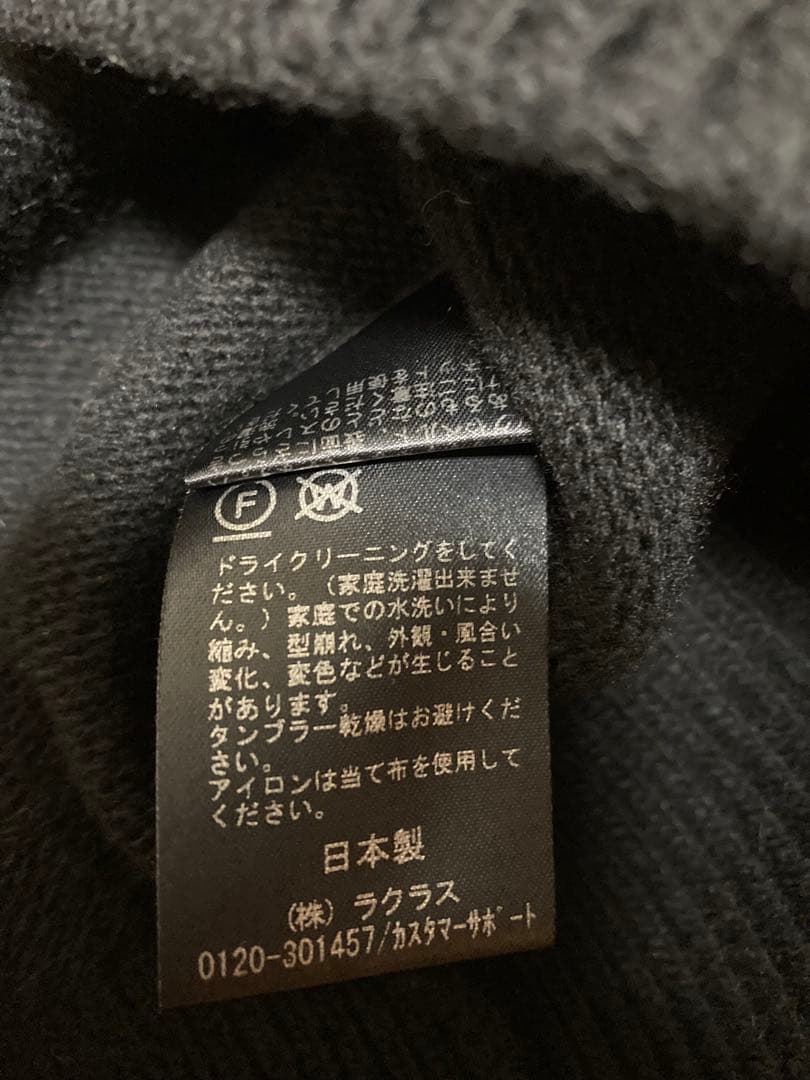 F W
ドライクリーニングをしてく
ださい。（家庭洗濯出来ませ
ん。）家庭での水洗いにより
縮み、型崩れ、外観・風合い
変化、変色などが生じること
があります。
タンブラー乾燥はお避けくだ
さい。
アイロンは当て布を使用して
ください。
日本製
（株）ラクラス
0120-301457/ｶｽﾀﾏｰｻﾎﾟｰﾄ